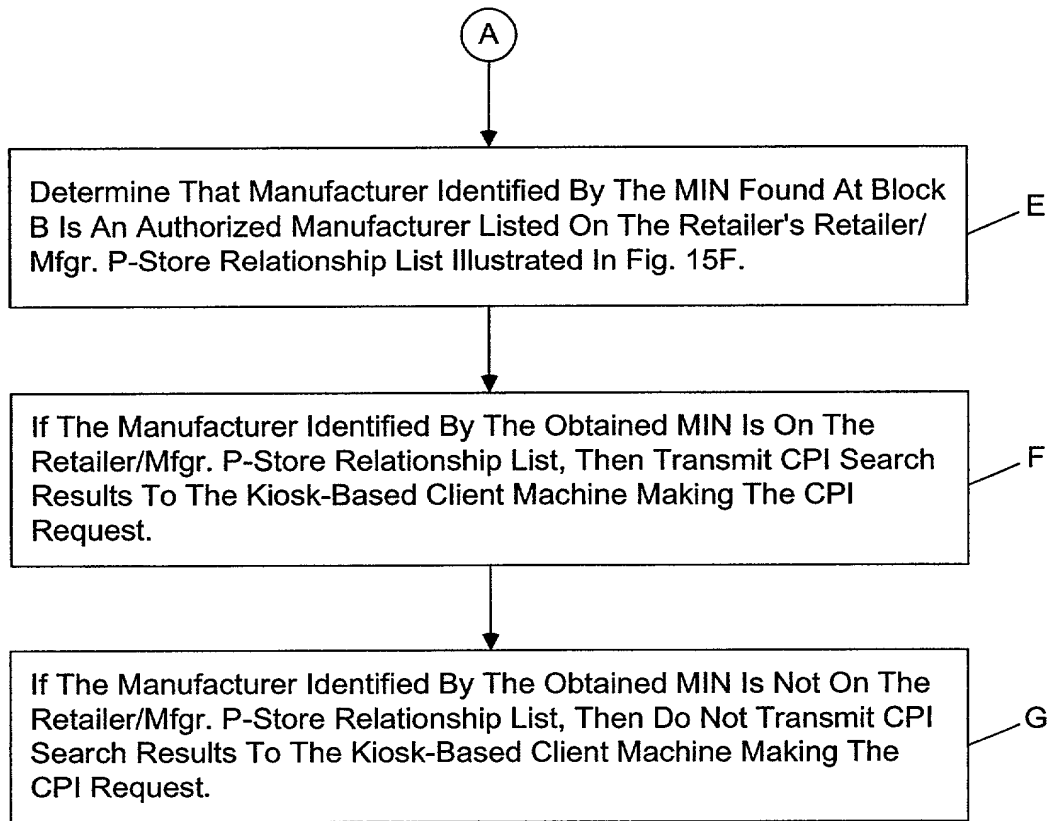 A
Determine That Manufacturer Identified By The MIN Found At Block
B Is An Authorized Manufacturer Listed On The Retailer's Retailer/
Mfgr. P-Store Relationship List Illustrated In Fig. 15F.
E
If The Manufacturer Identified By The Obtained MIN Is On The
Retailer/Mfgr. P-Store Relationship List, Then Transmit CPI Search
Results To The Kiosk-Based Client Machine Making The CPI
Request.
F
If The Manufacturer Identified By The Obtained MIN Is Not On The
Retailer/Mfgr. P-Store Relationship List, Then Do Not Transmit CPI
Search Results To The Kiosk-Based Client Machine Making The
CPI Request.
G